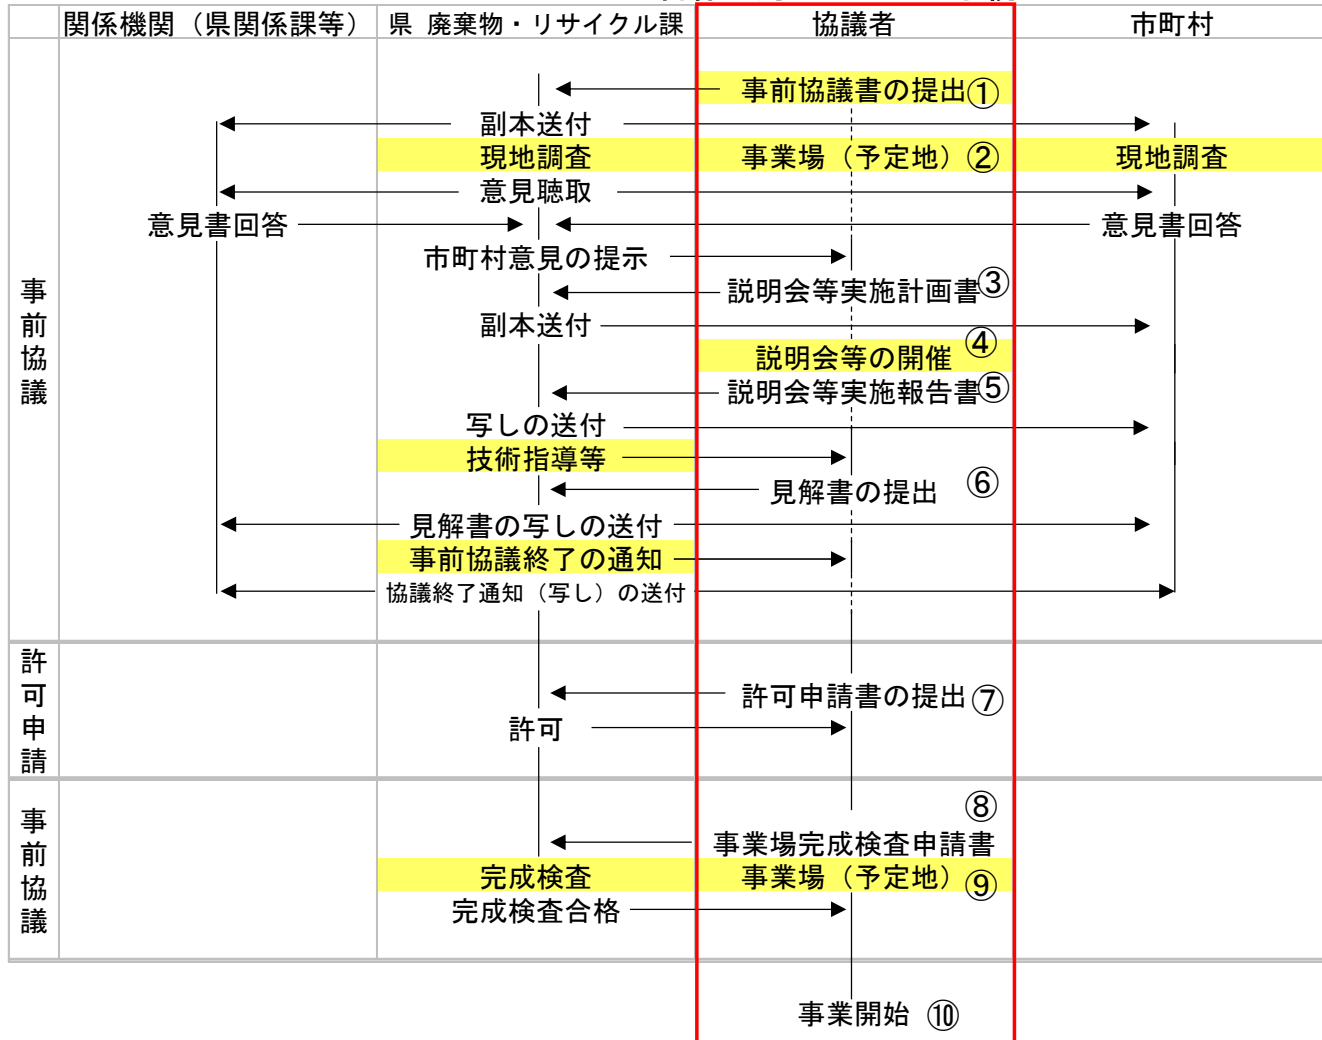 関係機関（県関係課等） 県 廃棄物・リサイクル課 協議者 市町村
事前協議書の提出①
副本送付
現地調査 事業場（予定地）② 現地調査
意見聴取
意見書回答 意見書回答
市町村意見の提示
説明会等実施計画書③
副本送付
④
説明会等の開催
説明会等実施報告書⑤
写しの送付
技術指導等
見解書の提出 ⑥
見解書の写しの送付
事前協議終了の通知
協議終了通知（写し）の送付
事前協議
許可申請書の提出⑦
許可
許可申請
⑧
事業場完成検査申請書
完成検査 事業場（予定地）⑨
完成検査合格
事前協議
事業開始 ⑩